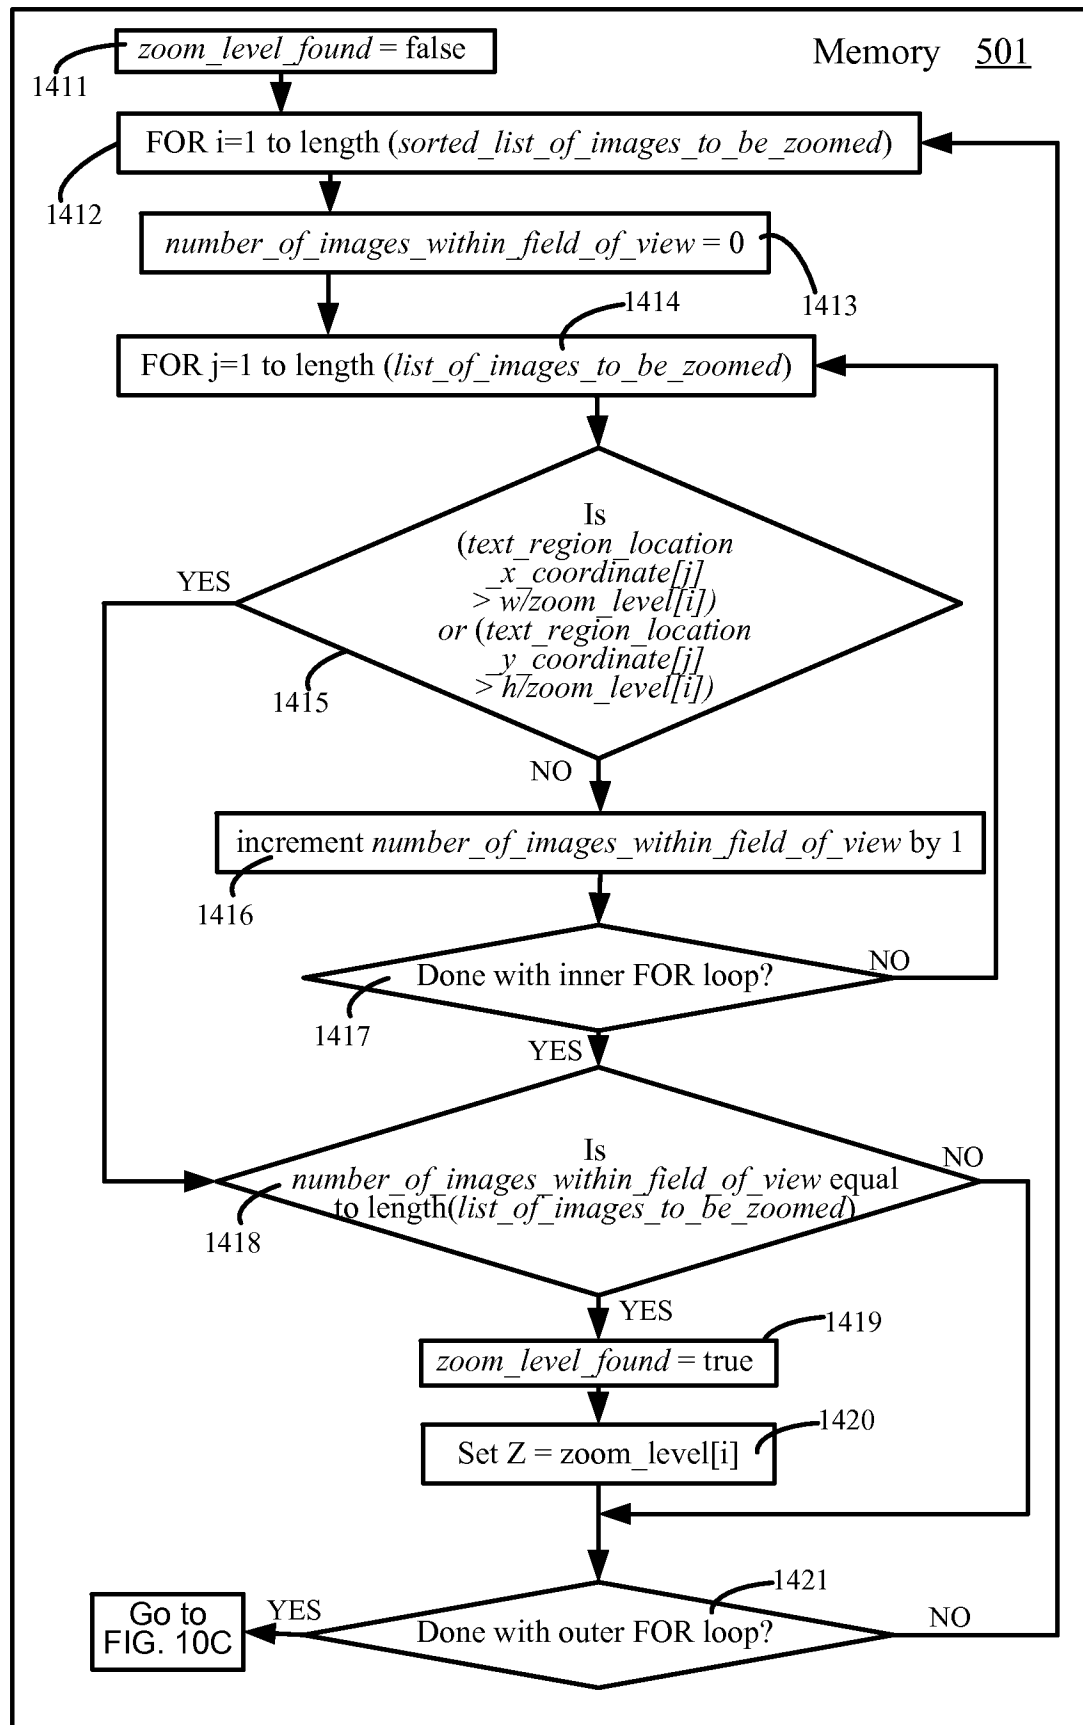 zoom_level_found = false
Memory 501
1411
FOR i=1 to length (sorted_list_of_images_to_be_zoomed)
1412
number_of_images_within_field_of_view = 0
1413
1414
FOR j=1 to length (list_of_images_to_be_zoomed)
Is
(text_region_location
_x_coordinate[j]
> w/zoom_level[i])
or (text_region_location
_y_coordinate[j]
> h/zoom_level[i])
YES
1415
NO
increment number_of_images_within_field_of_view by 1
1416
Done with inner FOR loop?
NO
1417
YES
Is
number_of_images_within_field_of_view equal
to length(list_of_images_to_be_zoomed)
NO
1418
YES
1419
zoom_level_found = true
1420
Set Z = zoom_level[i]
1421
Done with outer FOR loop?
YES
NO
Go to
FIG. 10C